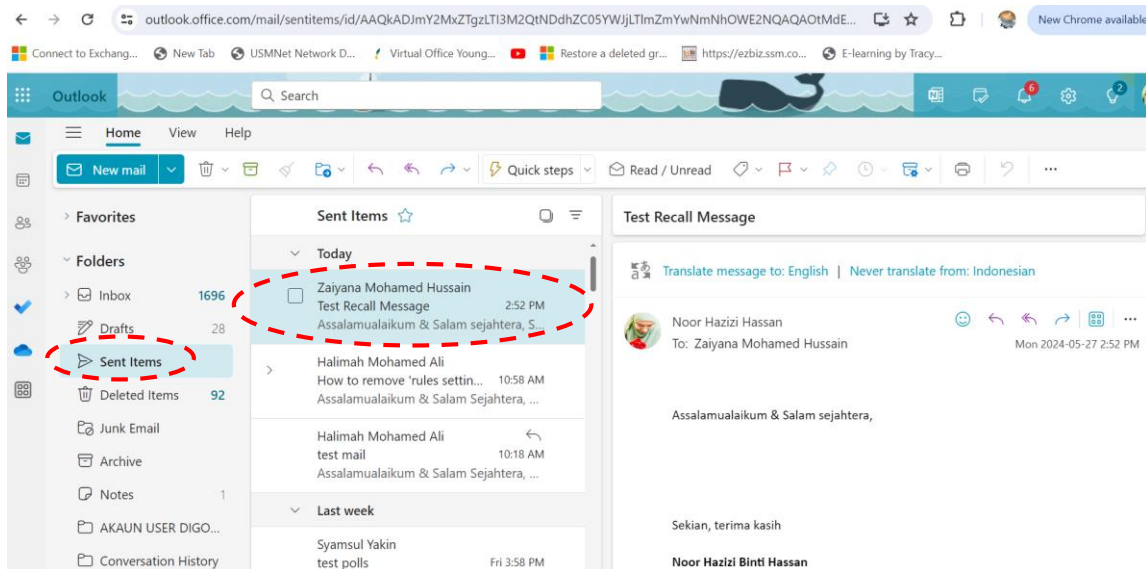 outlook.office.com/mail/sentitems/id/AAQkADJmY2MxZTgzLTI3M2QtNDdhZC05YWJjLTlmZmYwNmNhOWE2NQAQAOtMdE...
New Chrome available
Connect to Exchang...
New Tab
USMNet Network D...
Virtual Office Young...
Restore a deleted gr...
https://ezbiz.ssm.co...
E-learning by Tracy...
Outlook
Search
6
2
Home View Help
New mail
Quick steps
Read / Unread
Favorites
Folders
Inbox 1696
Drafts 28
Sent Items
Deleted Items 92
Junk Email
Archive
Notes 1
AKAUN USER DIGO...
Conversation History
Sent Items
Today
Zaiyana Mohamed Hussain
Test Recall Message 2:52 PM
Assalamualaikum & Salam sejahtera, S...
Halimah Mohamed Ali
How to remove 'rules settin... 10:58 AM
Assalamualaikum & Salam Sejahtera, ...
Halimah Mohamed Ali
test mail 10:18 AM
Assalamualaikum & Salam Sejahtera, ...
Last week
Syamsul Yakin
test polls Fri 3:58 PM
Test Recall Message
Translate message to: English | Never translate from: Indonesian
Noor Hazizi Hassan
To: Zaiyana Mohamed Hussain
Mon 2024-05-27 2:52 PM
Assalamualaikum & Salam sejahtera,
Sekian, terima kasih
Noor Hazizi Binti Hassan